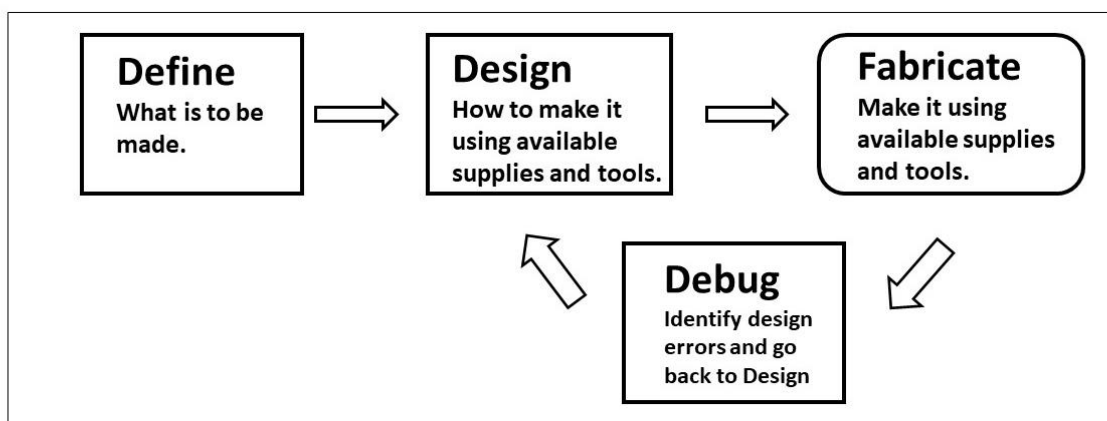 Define
What is to be
made.
Design
How to make it
using available
supplies and tools.
Fabricate
Make it using
available supplies
and tools.
Debug
Identify design
errors and go
back to Design